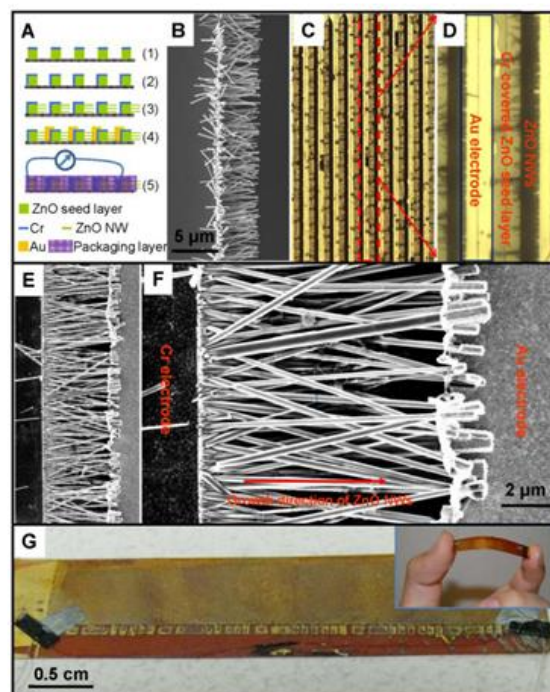 A
(1)
(2)
(3)
(4)
(5)
ZnO seed layer
Cr
ZnO NW
Au
Packaging layer
B
5 μm
C
D
Au electrode
Cr covered ZnO seed layer
ZnO NWs
E
F
Cr electrode
Au electrode
Growth direction of ZnO NWs
2 μm
G
0.5 cm